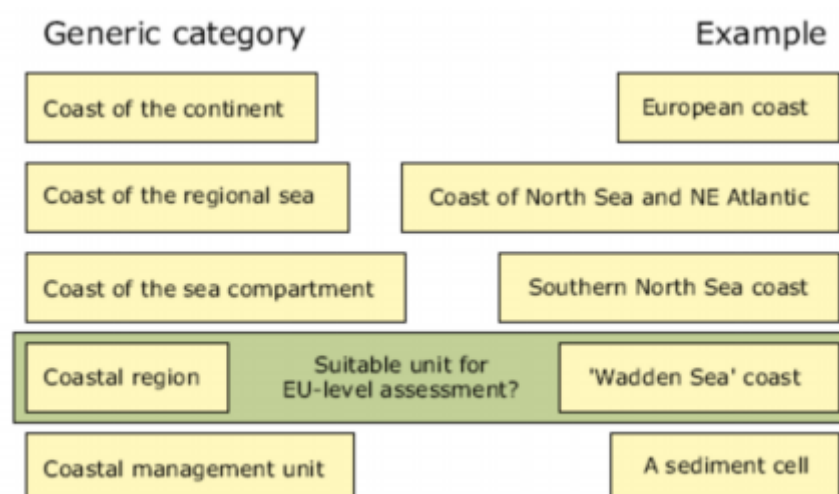 Generic category Example
Coast of the continent European coast
Coast of the regional sea Coast of North Sea and NE Atlantic
Coast of the sea compartment Southern North Sea coast
Coastal region Suitable unit for EU-level assessment? 'Wadden Sea' coast
Coastal management unit A sediment cell